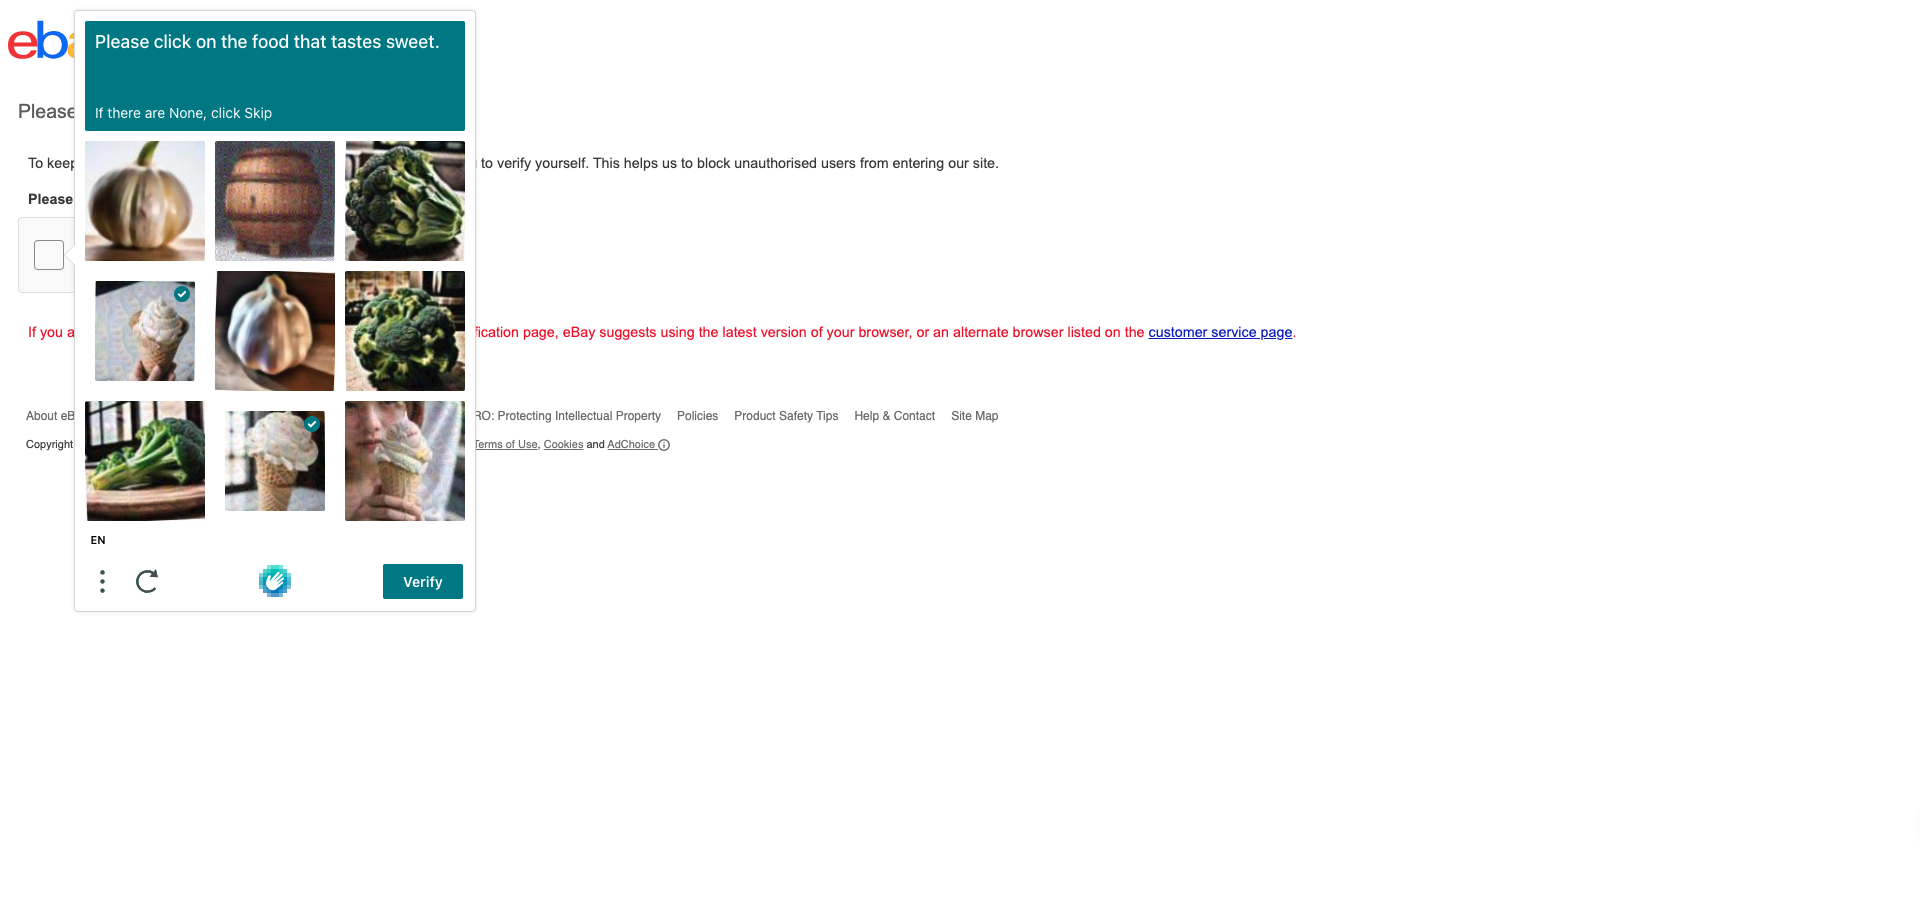 eba
Please click on the food that tastes sweet.
If there are None, click Skip
Please
To keep
to verify yourself. This helps us to block unauthorised users from entering our site.
Please
If you a
fication page, eBay suggests using the latest version of your browser, or an alternate browser listed on the customer service page.
About eB
RO: Protecting Intellectual Property Policies Product Safety Tips Help & Contact Site Map
Copyright
Terms of Use, Cookies and AdChoice
EN
Verify